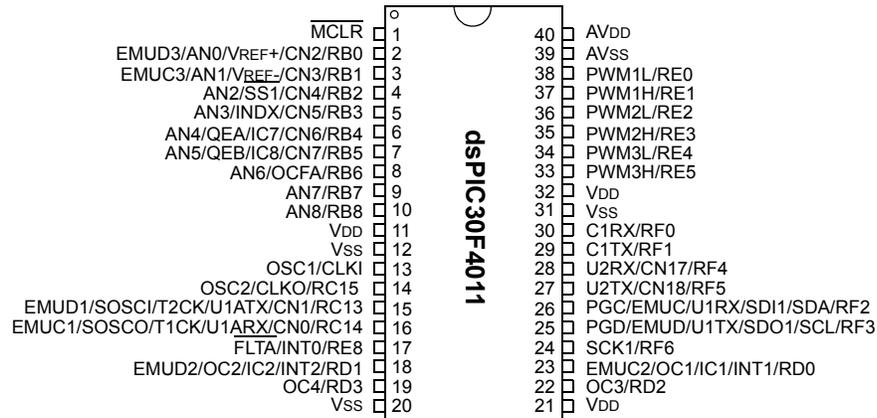 MCLR 1 40 AVDD
EMUD3/AN0/VREF+/CN2/RB0 2 39 AVSS
EMUC3/AN1/VREF-/CN3/RB1 3 38 PWM1L/RE0
AN2/SS1/CN4/RB2 4 37 PWM1H/RE1
AN3/INDX/CN5/RB3 5 36 PWM2L/RE2
AN4/QEA/IC7/CN6/RB4 6 35 PWM2H/RE3
AN5/QEB/IC8/CN7/RB5 7 34 PWM3L/RE4
AN6/OCFA/RB6 8 33 PWM3H/RE5
AN7/RB7 9 32 VDD
AN8/RB8 10 31 VSS
VDD 11 30 C1RX/RF0
VSS 12 29 C1TX/RF1
OSC1/CLKI 13 28 U2RX/CN17/RF4
OSC2/CLKO/RC15 14 27 U2TX/CN18/RF5
EMUD1/SOSCI/T2CK/U1ATX/CN1/RC13 15 26 PGC/EMUC/U1RX/SDI1/SDA/RF2
EMUC1/SOSCO/T1CK/U1ARX/CN0/RC14 16 25 PGD/EMUD/U1TX/SDO1/SCL/RF3
FLTA/INT0/RE8 17 24 SCK1/RF6
EMUD2/OC2/IC2/INT2/RD1 18 23 EMUC2/OC1/IC1/INT1/RD0
OC4/RD3 19 22 OC3/RD2
VSS 20 21 VDD
dsPIC30F4011